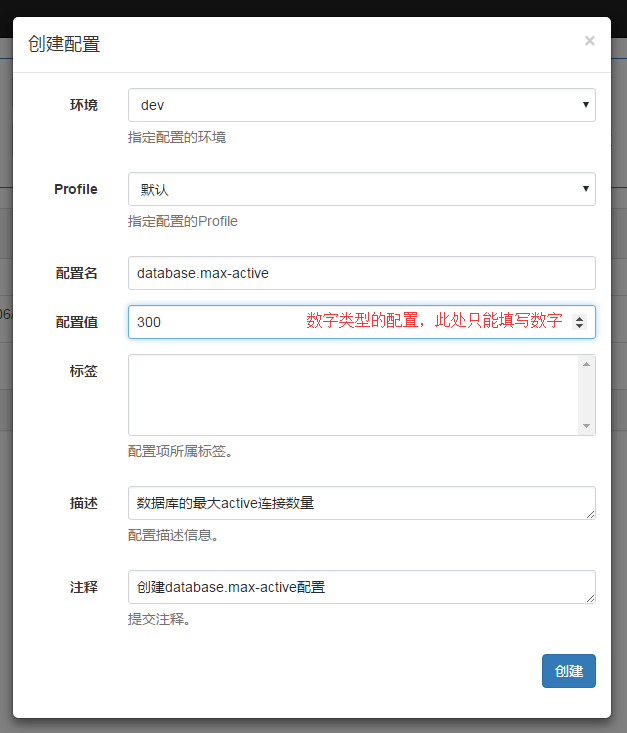 创建配置 ×
环境 dev
指定配置的环境
Profile 默认
指定配置的Profile
配置名 database.max-active
配置值 300 数字类型的配置，此处只能填写数字
标签
配置项所属标签。
描述 数据库的最大active连接数量
配置描述信息。
注释 创建database.max-active配置
提交注释。
创建
06/